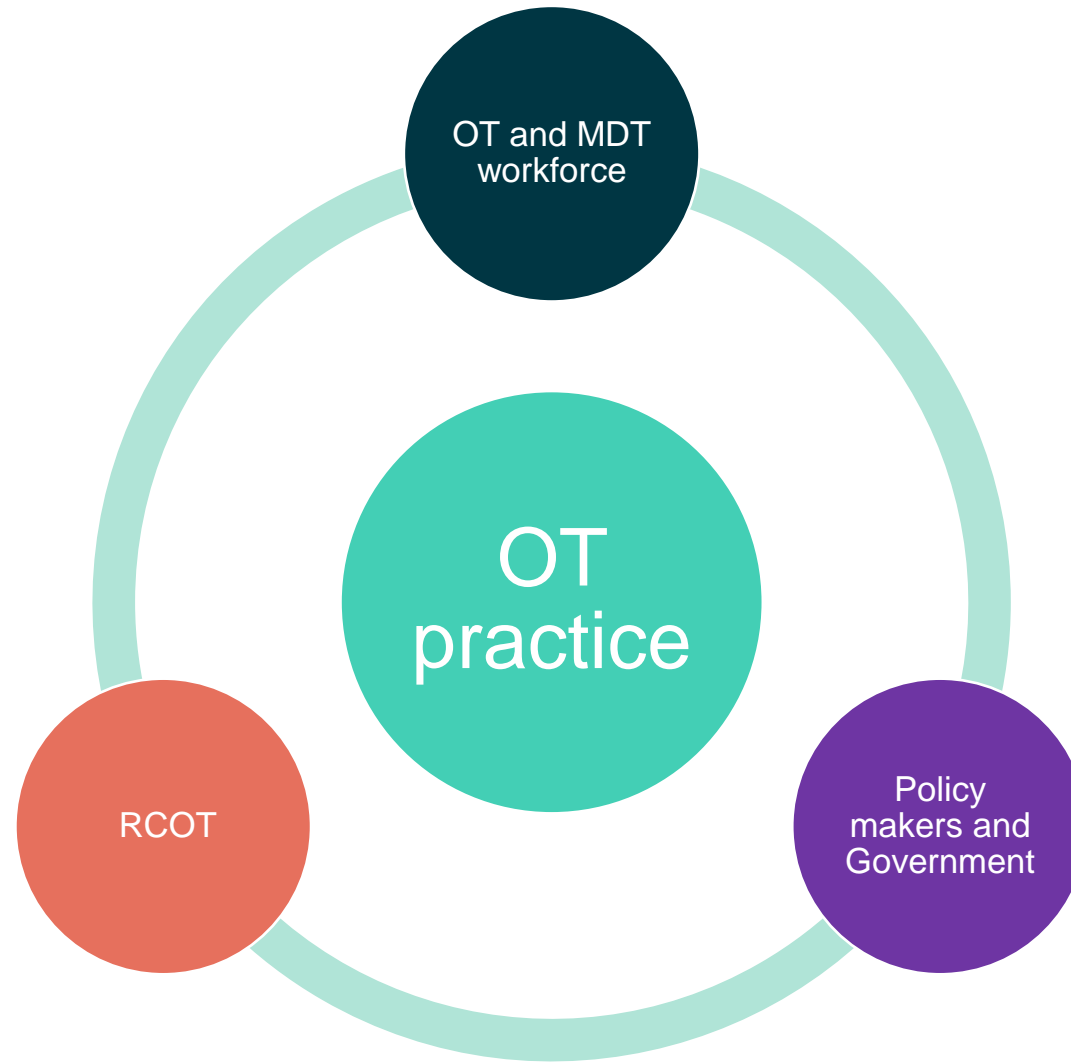 OT and MDT
workforce
OT
practice
RCOT
Policy
makers and
Government